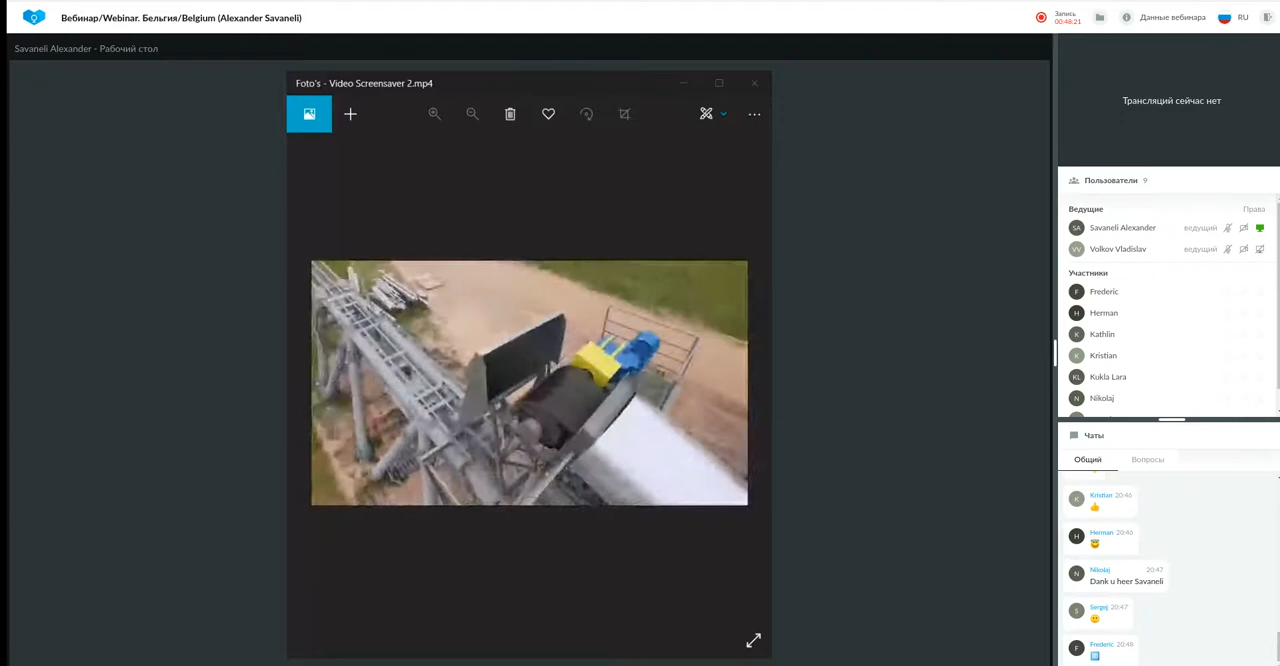 Вебинар/Webinar. Бельгия/Belgium (Alexander Savaneli)
Запись
00:48:21
Данные вебинара
RU
Savaneli Alexander - Рабочий стол
Foto's - Video Screensaver 2.mp4
Трансляций сейчас нет
Пользователи 9
Ведущие Права
SA Savaneli Alexander ведущий
VV Volkov Vladislav ведущий
Участники
F Frederic
H Herman
K Kathlin
K Kristian
KL Kukla Lara
N Nikolaj
Чаты
Общий Вопросы
K Kristian 20:46
H Herman 20:46
N Nikolaj 20:47
Dank u heer Savaneli
S Sergej 20:47
F Frederic 20:48